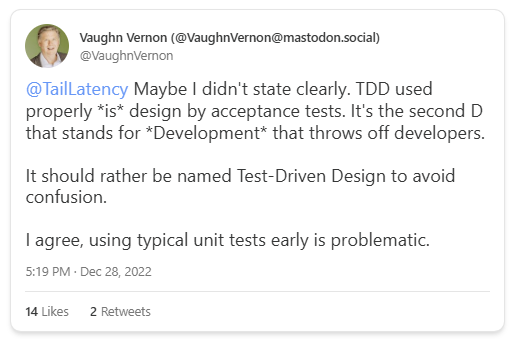 Vaughn Vernon (@VaughnVernon@mastodon.social)
@VaughnVernon
@TailLatency Maybe I didn't state clearly. TDD used
properly *is* design by acceptance tests. It's the second D
that stands for *Development* that throws off developers.
It should rather be named Test-Driven Design to avoid
confusion.
I agree, using typical unit tests early is problematic.
5:19 PM · Dec 28, 2022
14 Likes 2 Retweets